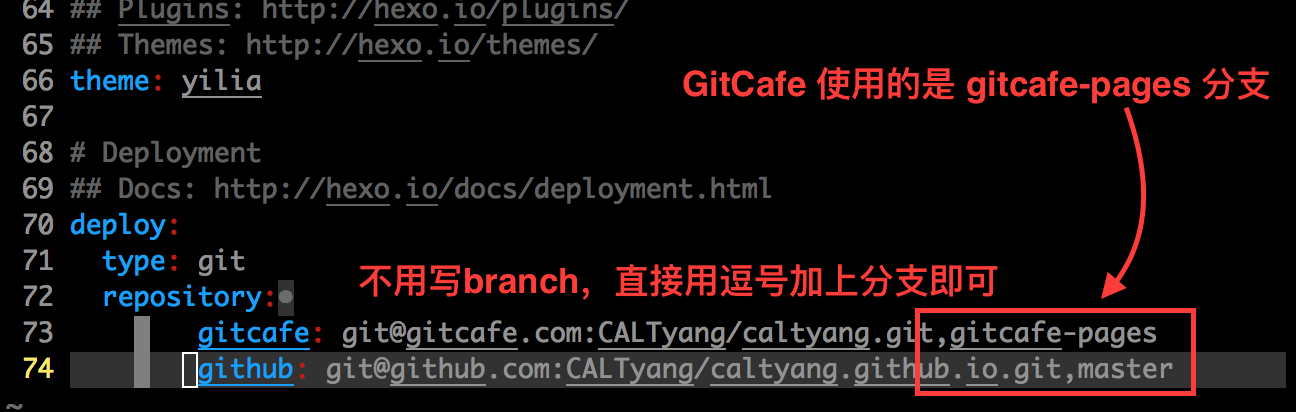 64 ## Plugins: http://hexo.io/plugins/
65 ## Themes: http://hexo.io/themes/
66 theme: yilia
GitCafe 使用的是 gitcafe-pages 分支
67
68 # Deployment
69 ## Docs: http://hexo.io/docs/deployment.html
70 deploy:
71 type: git
不用写branch，直接用逗号加上分支即可
72 repository:
73 gitcafe: git@gitcafe.com:CALTyang/caltyang.git,gitcafe-pages
74 github: git@github.com:CALTyang/caltyang.github.io.git,master
~